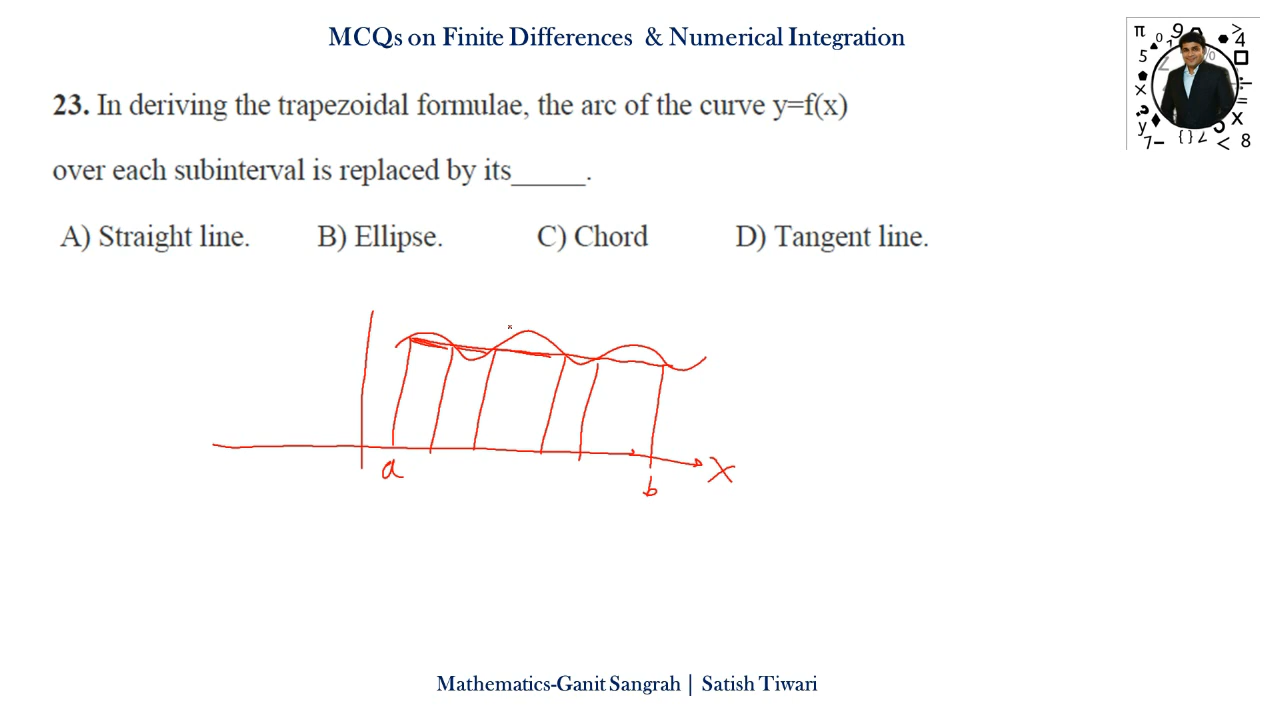 MCQs on Finite Differences & Numerical Integration
23. In deriving the trapezoidal formulae, the arc of the curve y=f(x)
over each subinterval is replaced by its_____.
A) Straight line. B) Ellipse. C) Chord D) Tangent line.
a
b
X
Mathematics-Ganit Sangrah | Satish Tiwari